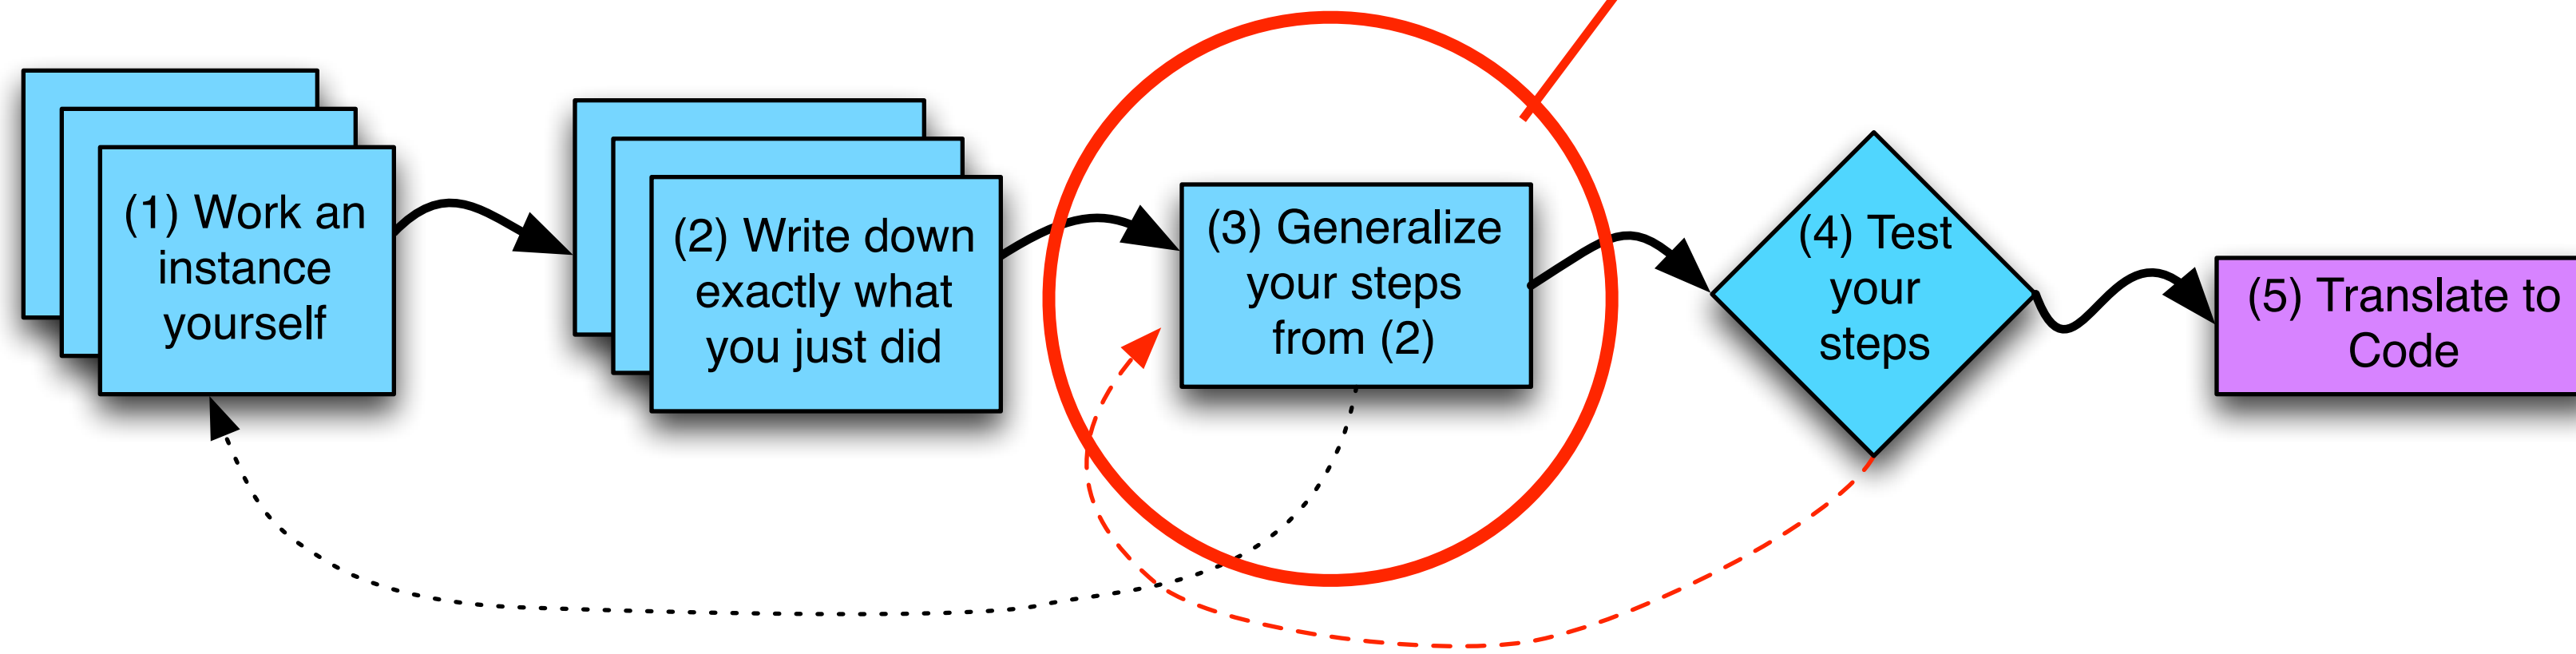 (1) Work an
instance
yourself
(2) Write down
exactly what
you just did
(3) Generalize
your steps
from (2)
(4) Test
your
steps
(5) Translate to
Code